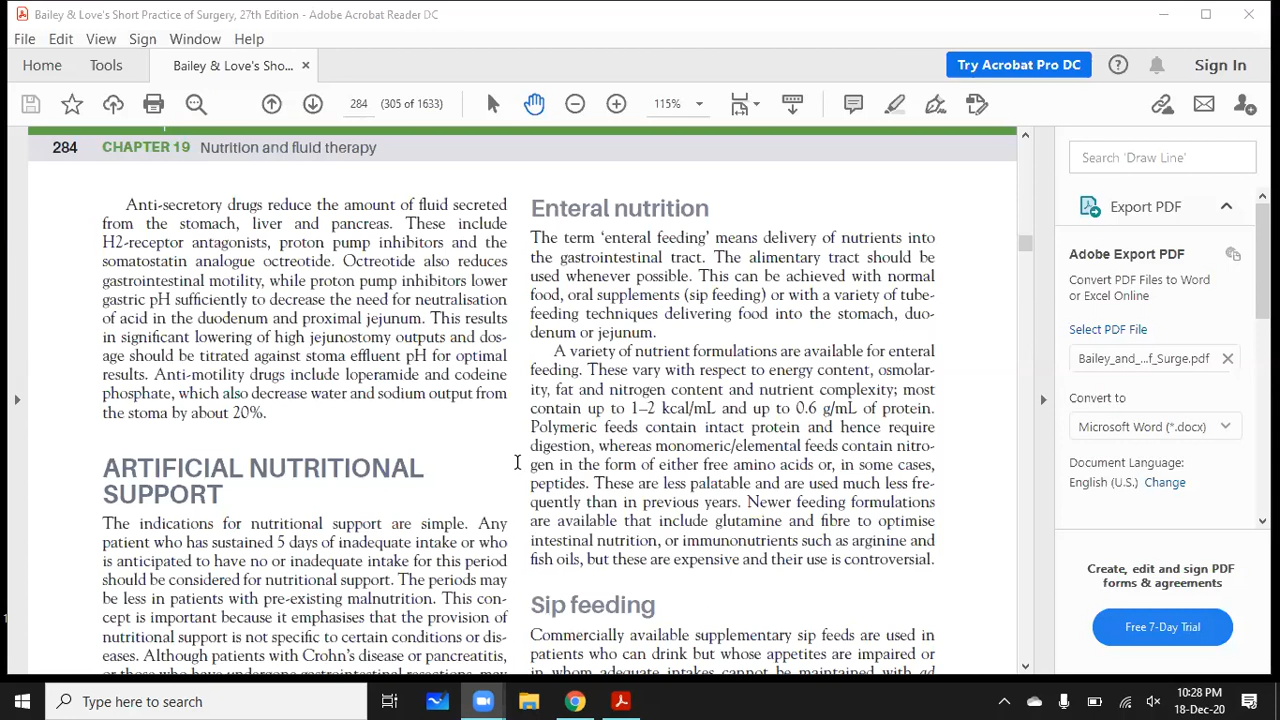 Bailey & Love's Short Practice of Surgery, 27th Edition - Adobe Acrobat Reader DC
File Edit View Sign Window Help
Home Tools Bailey & Love's Sho... × Try Acrobat Pro DC Sign In
284 (305 of 1633) 115%
284 CHAPTER 19 Nutrition and fluid therapy
Anti-secretory drugs reduce the amount of fluid secreted
from the stomach, liver and pancreas. These include
H2-receptor antagonists, proton pump inhibitors and the
somatostatin analogue octreotide. Octreotide also reduces
gastrointestinal motility, while proton pump inhibitors lower
gastric pH sufficiently to decrease the need for neutralisation
of acid in the duodenum and proximal jejunum. This results
in significant lowering of high jejunostomy outputs and dos-
age should be titrated against stoma effluent pH for optimal
results. Anti-motility drugs include loperamide and codeine
phosphate, which also decrease water and sodium output from
the stoma by about 20%.
ARTIFICIAL NUTRITIONAL
SUPPORT
The indications for nutritional support are simple. Any
patient who has sustained 5 days of inadequate intake or who
is anticipated to have no or inadequate intake for this period
should be considered for nutritional support. The periods may
be less in patients with pre-existing malnutrition. This con-
cept is important because it emphasises that the provision of
nutritional support is not specific to certain conditions or dis-
eases. Although patients with Crohn's disease or pancreatitis,
or those who have undergone gastrointestinal resections, may
Enteral nutrition
The term 'enteral feeding' means delivery of nutrients into
the gastrointestinal tract. The alimentary tract should be
used whenever possible. This can be achieved with normal
food, oral supplements (sip feeding) or with a variety of tube-
feeding techniques delivering food into the stomach, duo-
denum or jejunum.
A variety of nutrient formulations are available for enteral
feeding. These vary with respect to energy content, osmolar-
ity, fat and nitrogen content and nutrient complexity; most
contain up to 1–2 kcal/mL and up to 0.6 g/mL of protein.
Polymeric feeds contain intact protein and hence require
digestion, whereas monomeric/elemental feeds contain nitro-
gen in the form of either free amino acids or, in some cases,
peptides. These are less palatable and are used much less fre-
quently than in previous years. Newer feeding formulations
are available that include glutamine and fibre to optimise
intestinal nutrition, or immunonutrients such as arginine and
fish oils, but these are expensive and their use is controversial.
Sip feeding
Commercially available supplementary sip feeds are used in
patients who can drink but whose appetites are impaired or
in whom adequate intakes cannot be maintained with ad
Search 'Draw Line'
Export PDF
Adobe Export PDF
Convert PDF Files to Word
or Excel Online
Select PDF File
Bailey_and_...f_Surge.pdf ×
Convert to
Microsoft Word (*.docx)
Document Language:
English (U.S.) Change
Create, edit and sign PDF
forms & agreements
Free 7-Day Trial
Type here to search
10:28 PM
18-Dec-20